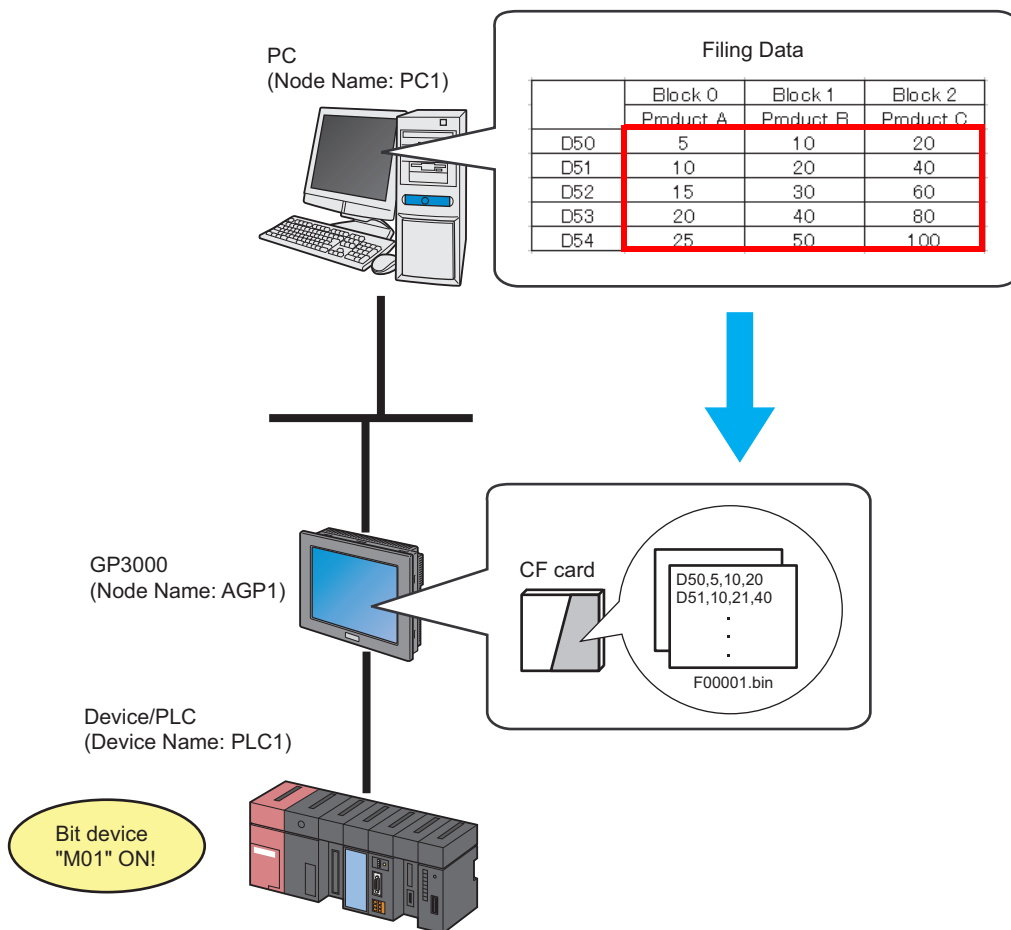 PC
(Node Name: PC1)
Filing Data
Block 0 Block 1 Block 2
Product A Product B Product C
D50 5 10 20
D51 10 20 40
D52 15 30 60
D53 20 40 80
D54 25 50 100
GP3000
(Node Name: AGP1)
CF card
D50,5,10,20
D51,10,21,40
.
.
.
F00001.bin
Device/PLC
(Device Name: PLC1)
Bit device
"M01" ON!